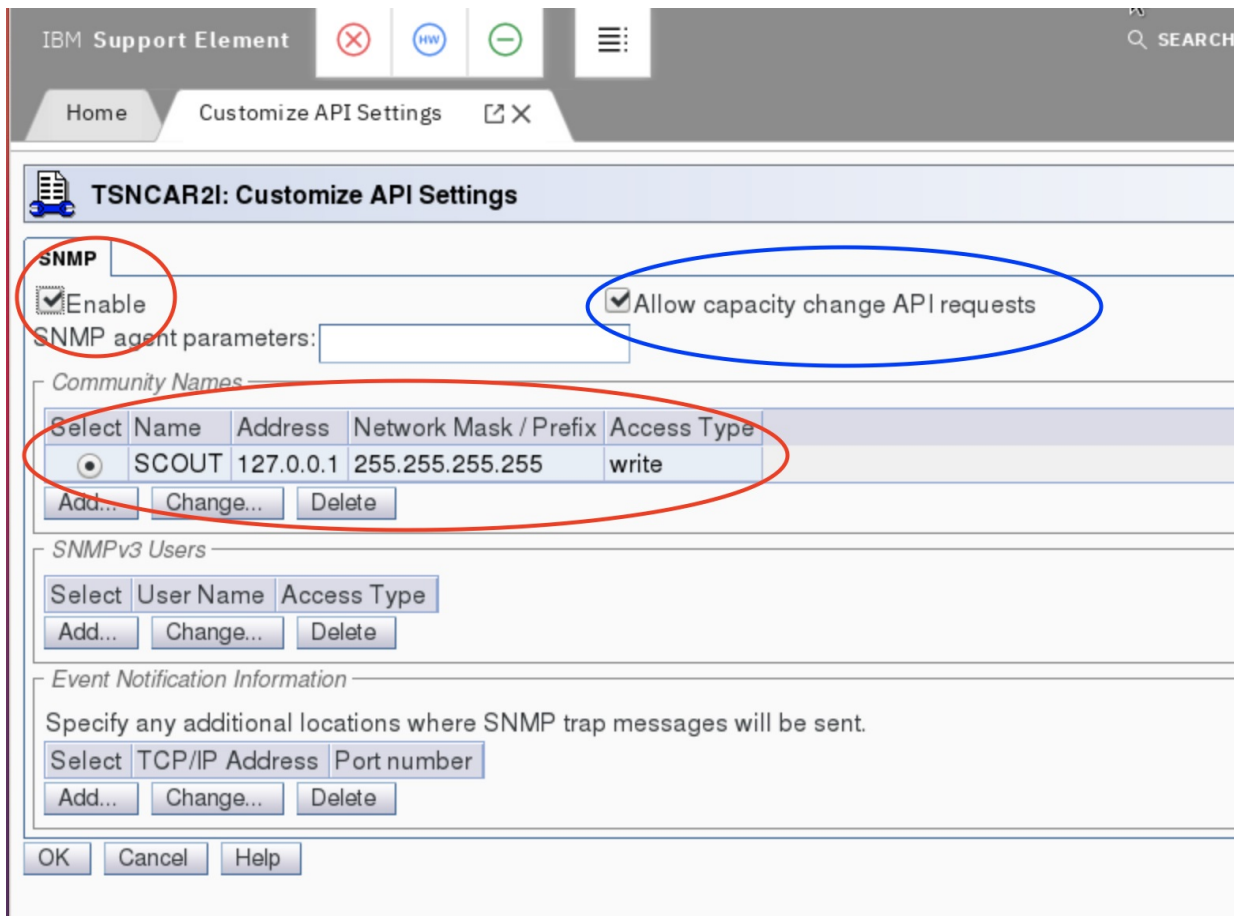 IBM Support Element
HW
SEARCH
Home
Customize API Settings
TSNCAR2I: Customize API Settings
SNMP
Enable
Allow capacity change API requests
SNMP agent parameters:
Community Names
Select Name Address Network Mask / Prefix Access Type
SCOUT 127.0.0.1 255.255.255.255 write
Add... Change... Delete
SNMPv3 Users
Select User Name Access Type
Add... Change... Delete
Event Notification Information
Specify any additional locations where SNMP trap messages will be sent.
Select TCP/IP Address Port number
Add... Change... Delete
OK Cancel Help